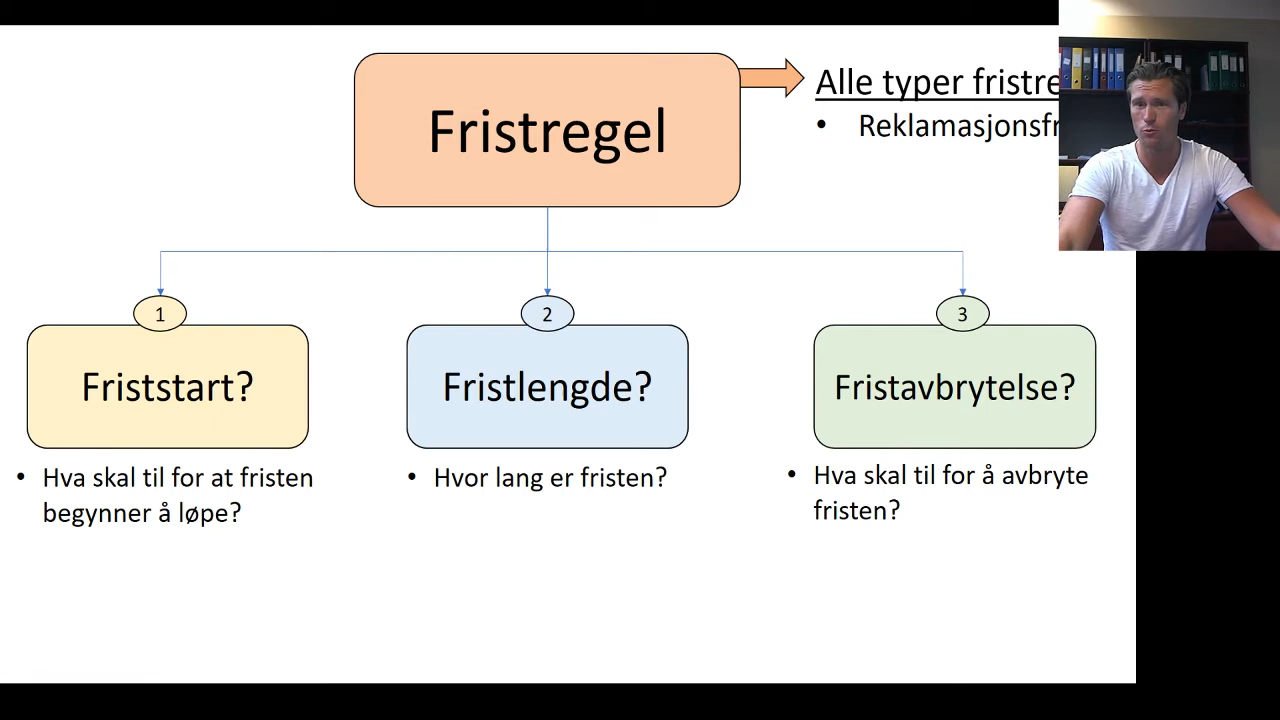 Fristregel
Alle typer
• Reklamasjonsfr
1
2
3
Friststart?
Fristlengde?
Fristavbrytelse?
• Hva skal til for at fristen
begynner å løpe?
• Hvor lang er fristen?
• Hva skal til for å avbryte
fristen?